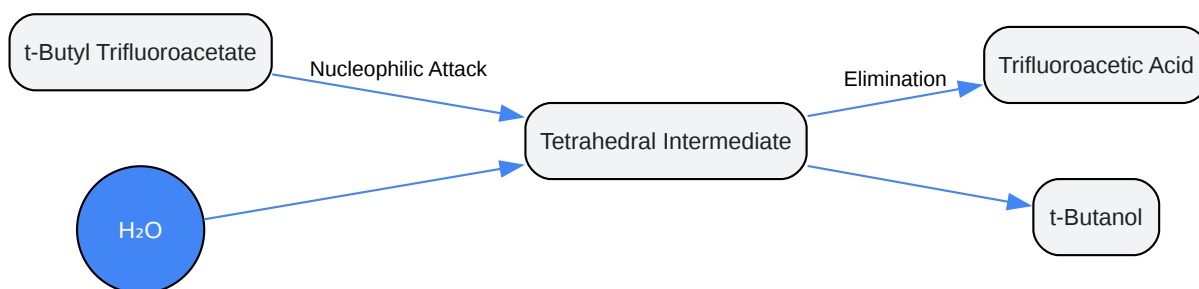 t-Butyl Trifluoroacetate
Nucleophilic Attack
H₂O
Tetrahedral Intermediate
Elimination
Trifluoroacetic Acid
t-Butanol